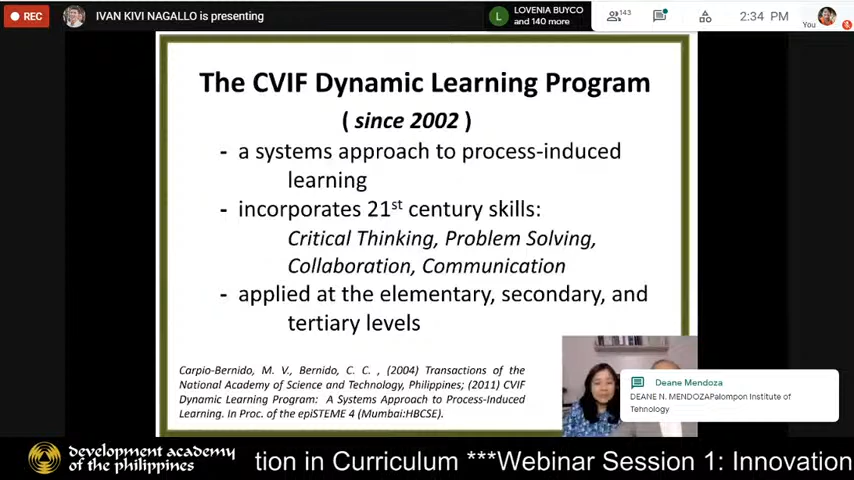 REC
IVAN KIVI NAGALLO is presenting
L
LOVENIA BUYCO
and 140 more
143
2:34 PM
You
The CVIF Dynamic Learning Program
( since 2002 )
- a systems approach to process-induced
learning
- incorporates 21st century skills:
Critical Thinking, Problem Solving,
Collaboration, Communication
- applied at the elementary, secondary, and
tertiary levels
Carpio-Bernido, M. V., Bernido, C. C. , (2004) Transactions of the
National Academy of Science and Technology, Philippines; (2011) CVIF
Dynamic Learning Program: A Systems Approach to Process-Induced
Learning. In Proc. of the epiSTEME 4 (Mumbai:HBCSE).
Deane Mendoza
DEANE N. MENDOZAPalompon Institute of
Tehnology
development academy
of the philippines
tion in Curriculum ***Webinar Session 1: Innovation